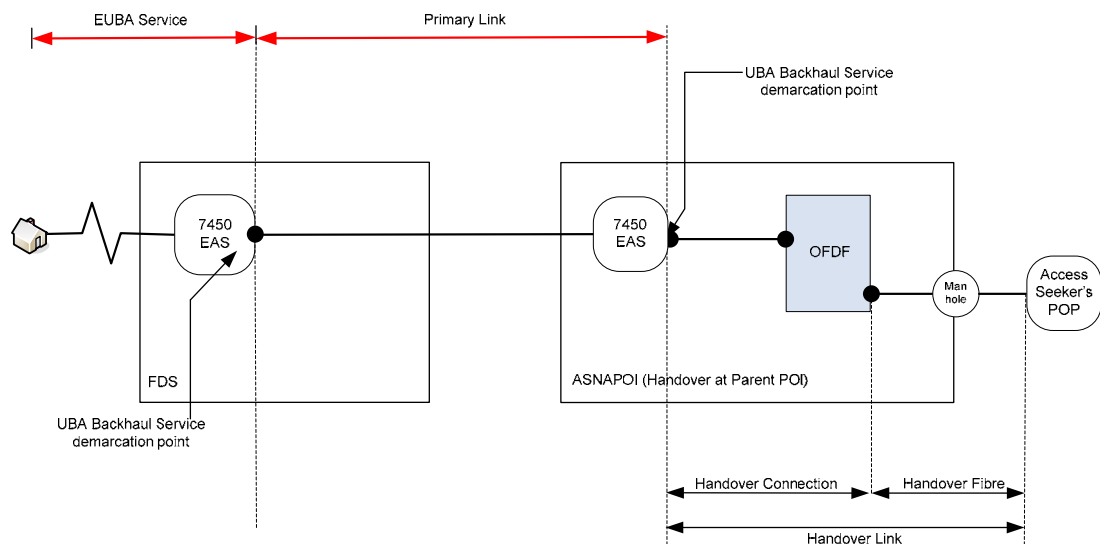 EUBA Service
Primary Link
UBA Backhaul Service
demarcation point
7450
EAS
7450
EAS
OFDF
Man
hole
Access
Seeker's
POP
FDS
ASNAPOI (Handover at Parent POI)
UBA Backhaul Service
demarcation point
Handover Connection
Handover Fibre
Handover Link